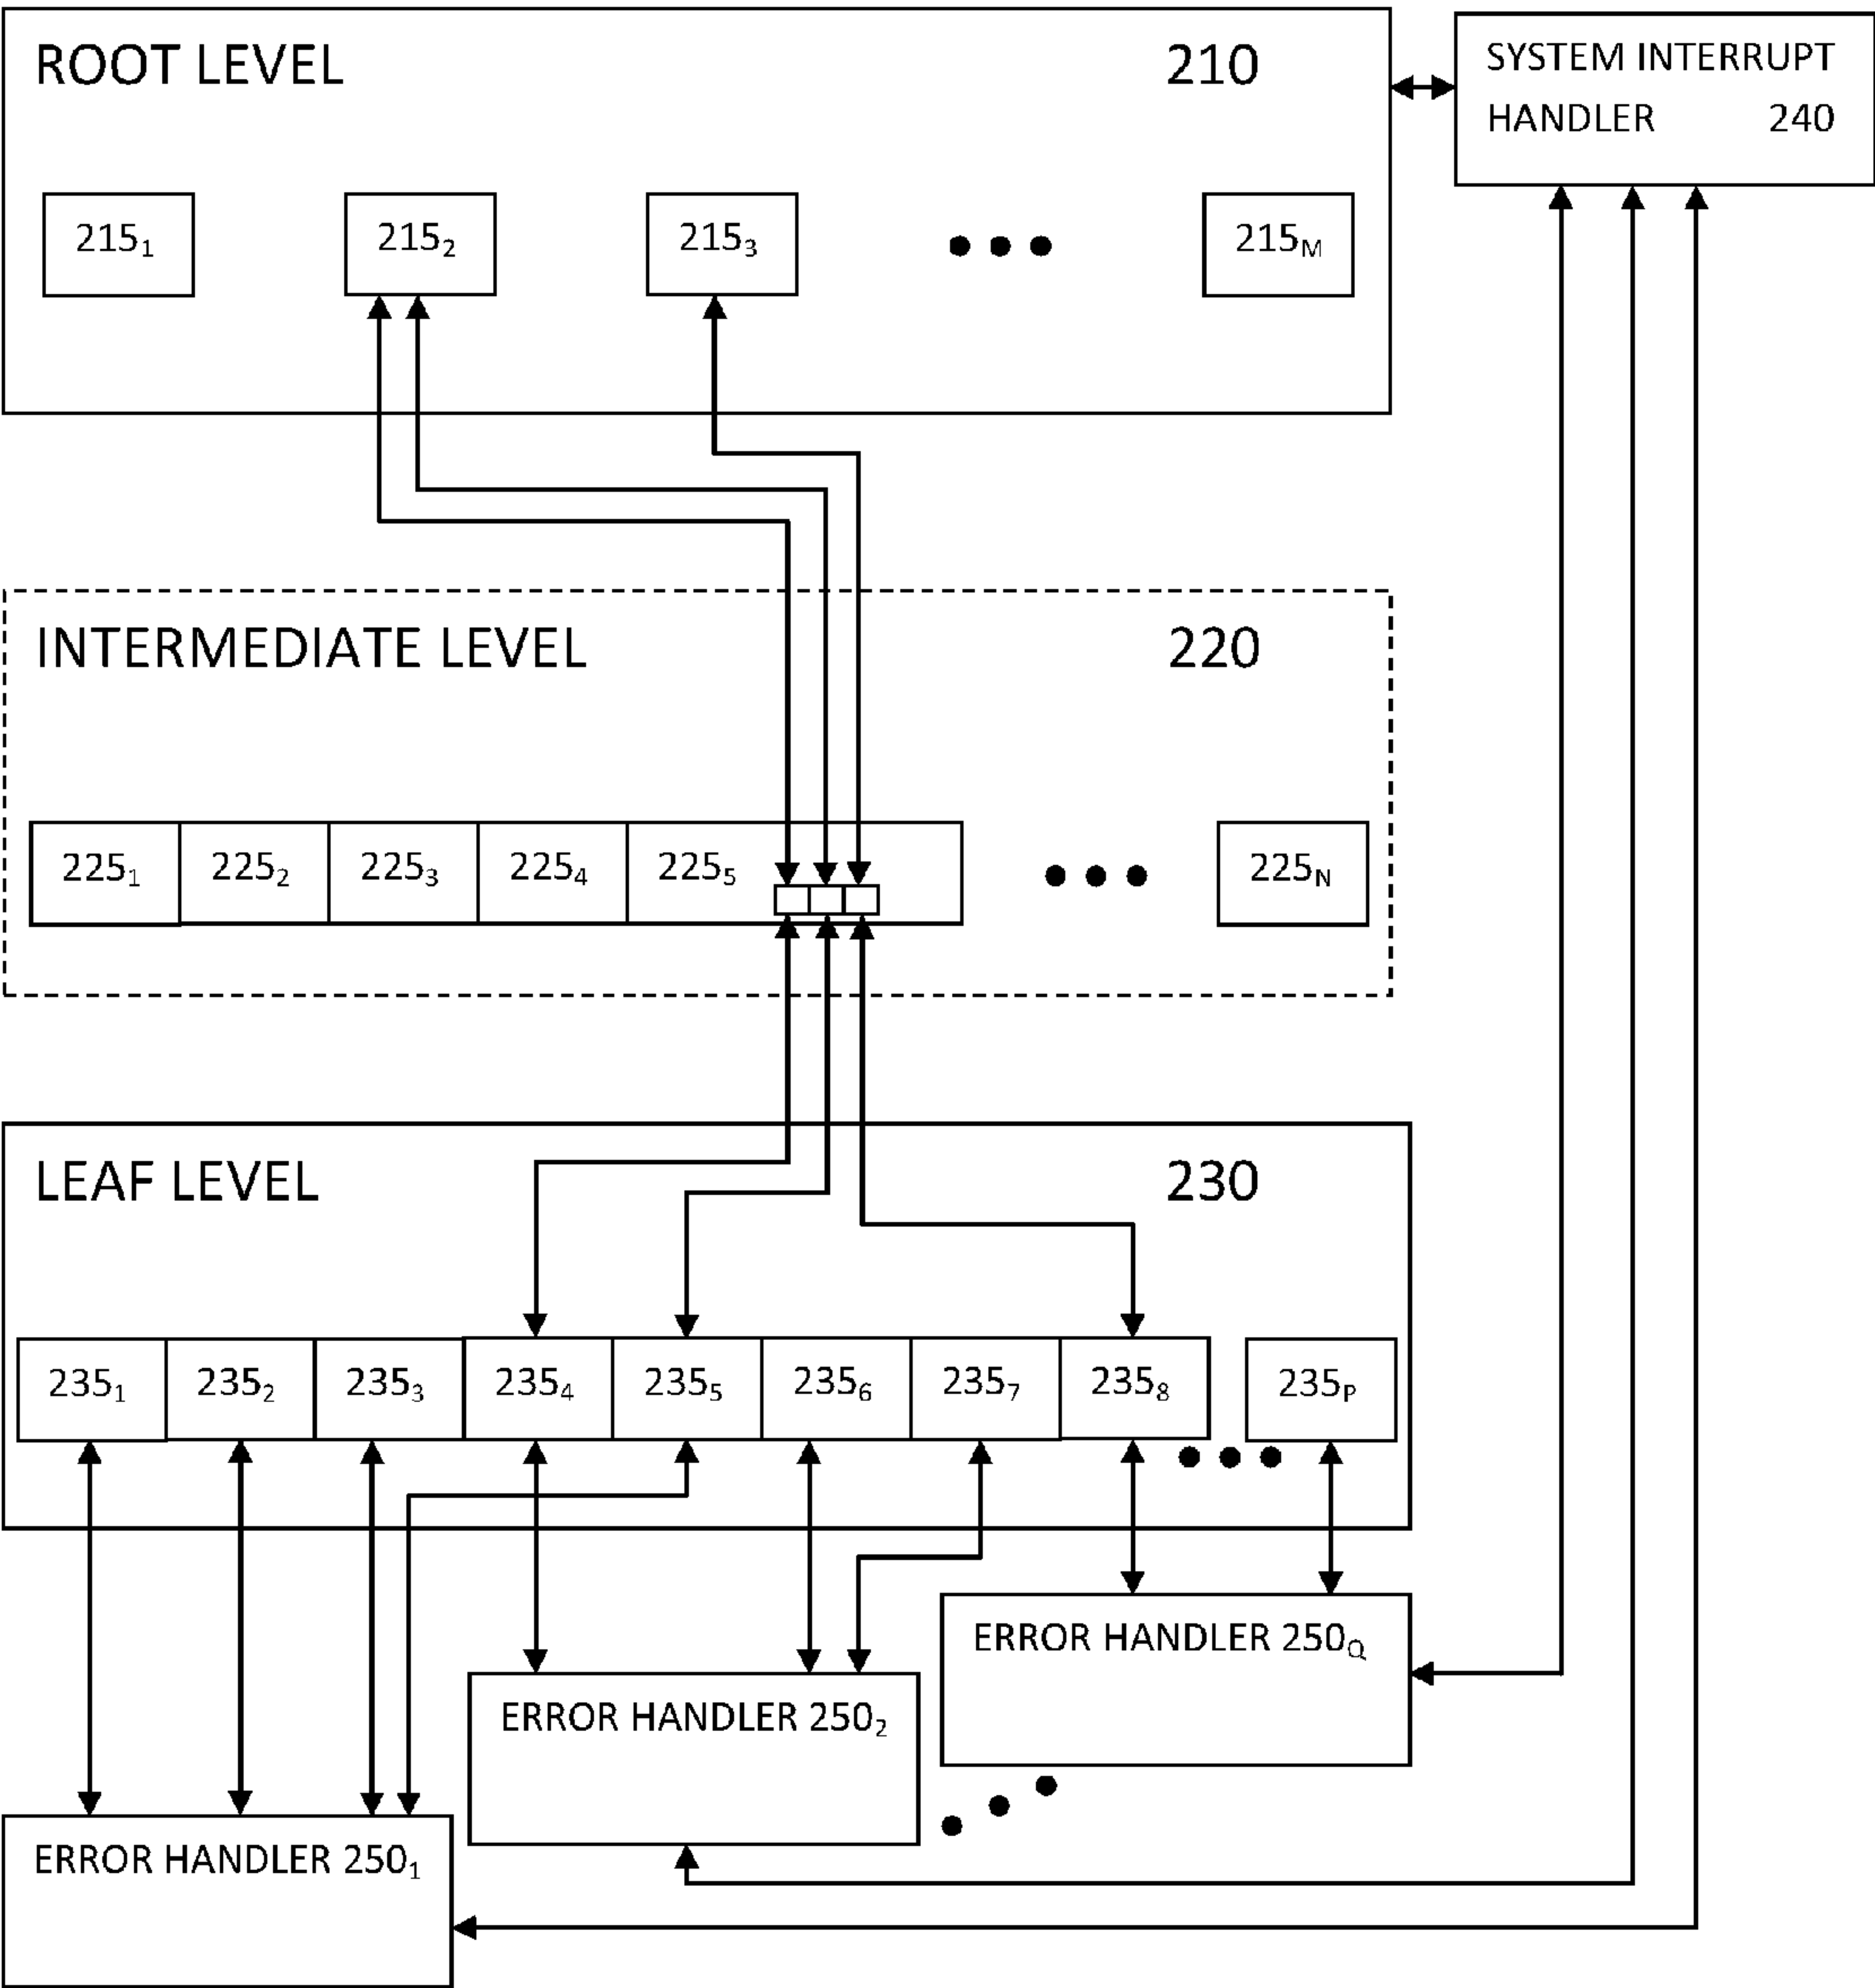 ROOT LEVEL 210
SYSTEM INTERRUPT
HANDLER 240
215₁ 215₂ 215₃ 215M
INTERMEDIATE LEVEL 220
225₁ 225₂ 225₃ 225₄ 225₅ 225N
LEAF LEVEL 230
235₁ 235₂ 235₃ 235₄ 235₅ 235₆ 235₇ 235₈ 235P
ERROR HANDLER 250Q
ERROR HANDLER 250₂
ERROR HANDLER 250₁